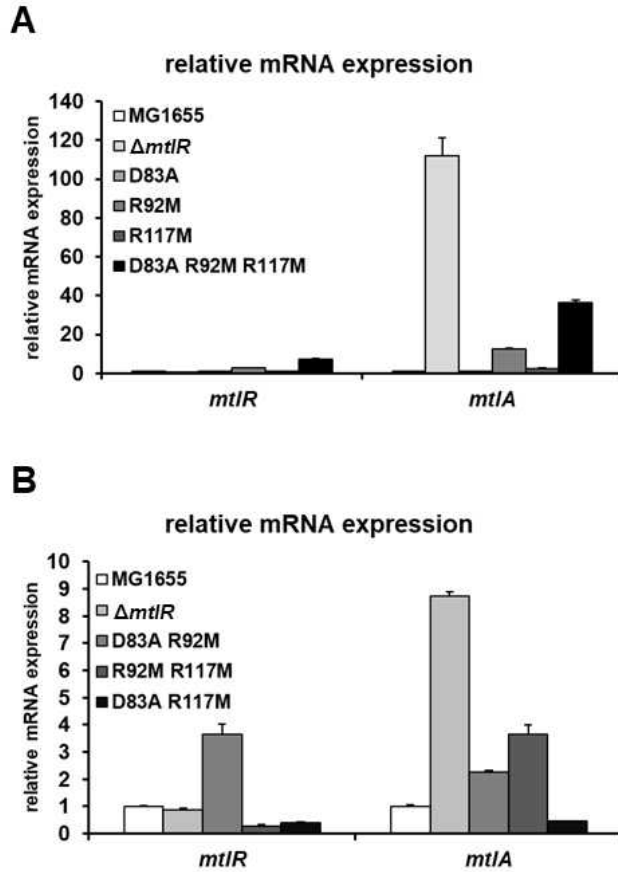 A
relative mRNA expression
relative mRNA expression
140
120
100
80
60
40
20
0
MG1655
ΔmtlR
D83A
R92M
R117M
D83A R92M R117M
mtlR
mtlA
B
relative mRNA expression
relative mRNA expression
10
9
8
7
6
5
4
3
2
1
0
MG1655
ΔmtlR
D83A R92M
R92M R117M
D83A R117M
mtlR
mtlA